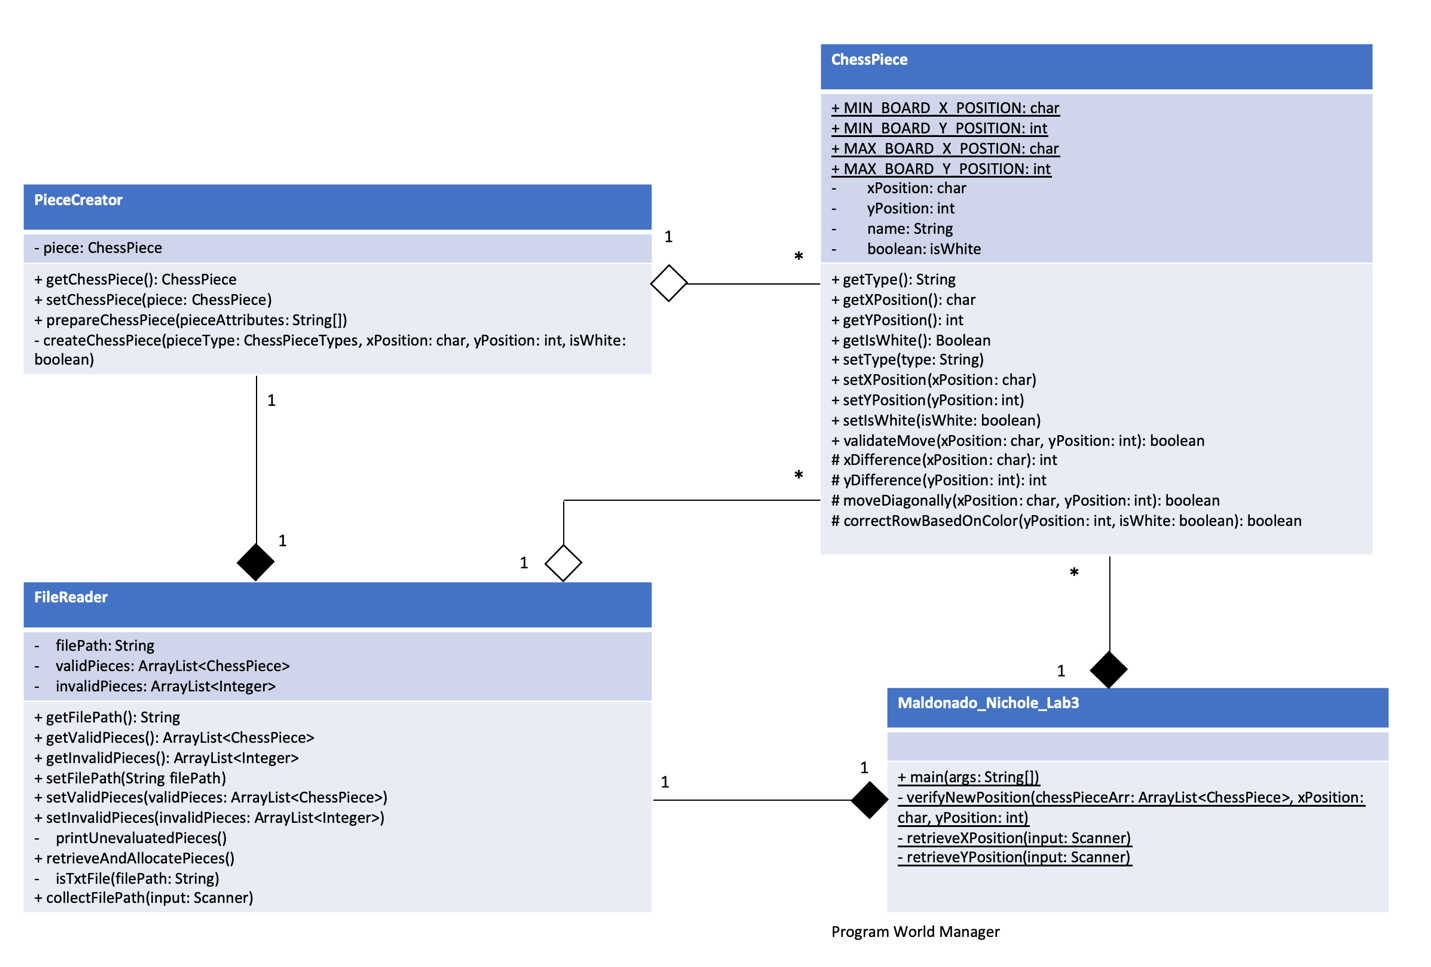 ChessPiece
+ MIN_BOARD_X_POSITION: char
+ MIN_BOARD_Y_POSITION: int
+ MAX_BOARD_X_POSTION: char
+ MAX_BOARD_Y_POSITION: int
- xPosition: char
- yPosition: int
- name: String
- boolean: isWhite
+ getType(): String
+ getXPosition(): char
+ getYPosition(): int
+ getIsWhite(): Boolean
+ setType(type: String)
+ setXPosition(xPosition: char)
+ setYPosition(yPosition: int)
+ setIsWhite(isWhite: boolean)
+ validateMove(xPosition: char, yPosition: int): boolean
# xDifference(xPosition: char): int
# yDifference(yPosition: int): int
# moveDiagonally(xPosition: char, yPosition: int): boolean
# correctRowBasedOnColor(yPosition: int, isWhite: boolean): boolean
PieceCreator
- piece: ChessPiece
+ getChessPiece(): ChessPiece
+ setChessPiece(piece: ChessPiece)
+ prepareChessPiece(pieceAttributes: String[])
- createChessPiece(pieceType: ChessPieceTypes, xPosition: char, yPosition: int, isWhite:
boolean)
1
*
1
1
*
1
*
1
FileReader
- filePath: String
- validPieces: ArrayList<ChessPiece>
- invalidPieces: ArrayList<Integer>
+ getFilePath(): String
+ getValidPieces(): ArrayList<ChessPiece>
+ getInvalidPieces(): ArrayList<Integer>
+ setFilePath(String filePath)
+ setValidPieces(validPieces: ArrayList<ChessPiece>)
+ setInvalidPieces(invalidPieces: ArrayList<Integer>)
- printUnevaluatedPieces()
+ retrieveAndAllocatePieces()
- isTxtFile(filePath: String)
+ collectFilePath(input: Scanner)
1
1
Maldonado_Nichole_Lab3
+ main(args: String[])
- verifyNewPosition(chessPieceArr: ArrayList<ChessPiece>, xPosition:
char, yPosition: int)
- retrieveXPosition(input: Scanner)
- retrieveYPosition(input: Scanner)
Program World Manager